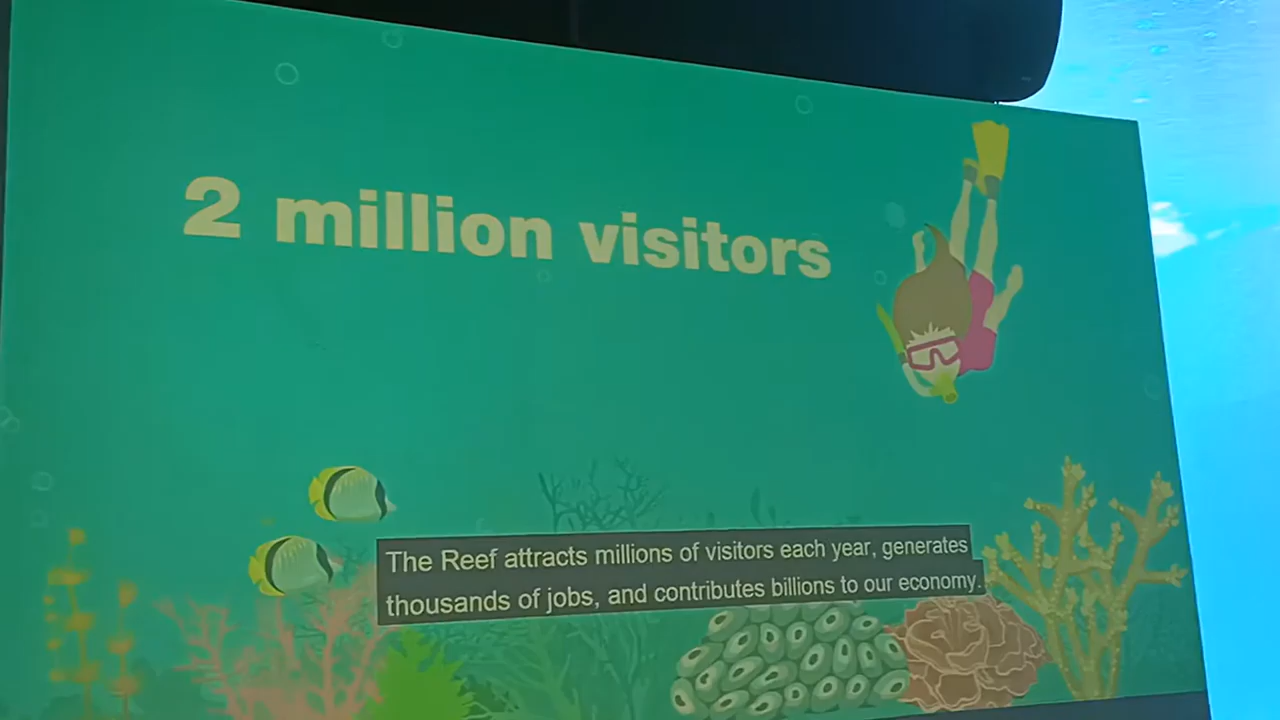 2 million visitors
The Reef attracts millions of visitors each year, generates
thousands of jobs, and contributes billions to our economy.